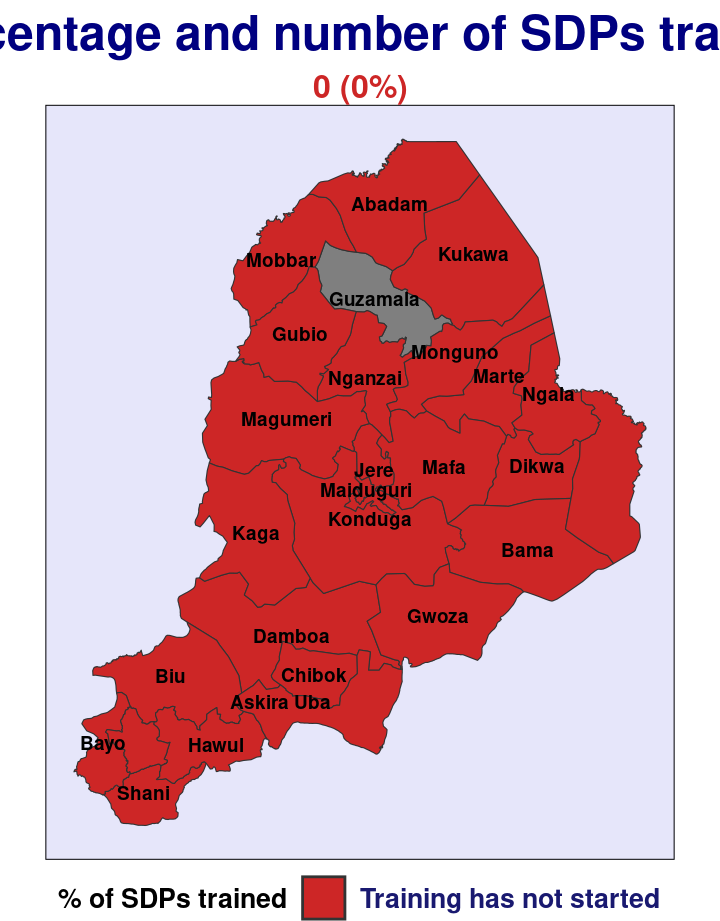 centage and number of SDPs tra
0 (0%)
Abadam
Kukawa
Mobbar
Guzamala
Gubio
Monguno
Nganzai
Marte
Ngala
Magumeri
Jere
Mafa
Dikwa
Maiduguri
Konduga
Kaga
Bama
Gwoza
Damboa
Biu
Chibok
Askira Uba
Bayo
Hawul
Shani
% of SDPs trained
Training has not started